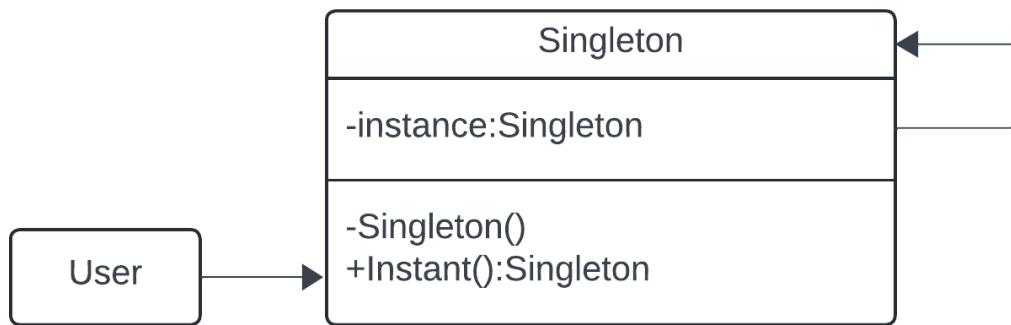 Singleton
-instance:Singleton
-Singleton()
+Instant():Singleton
User